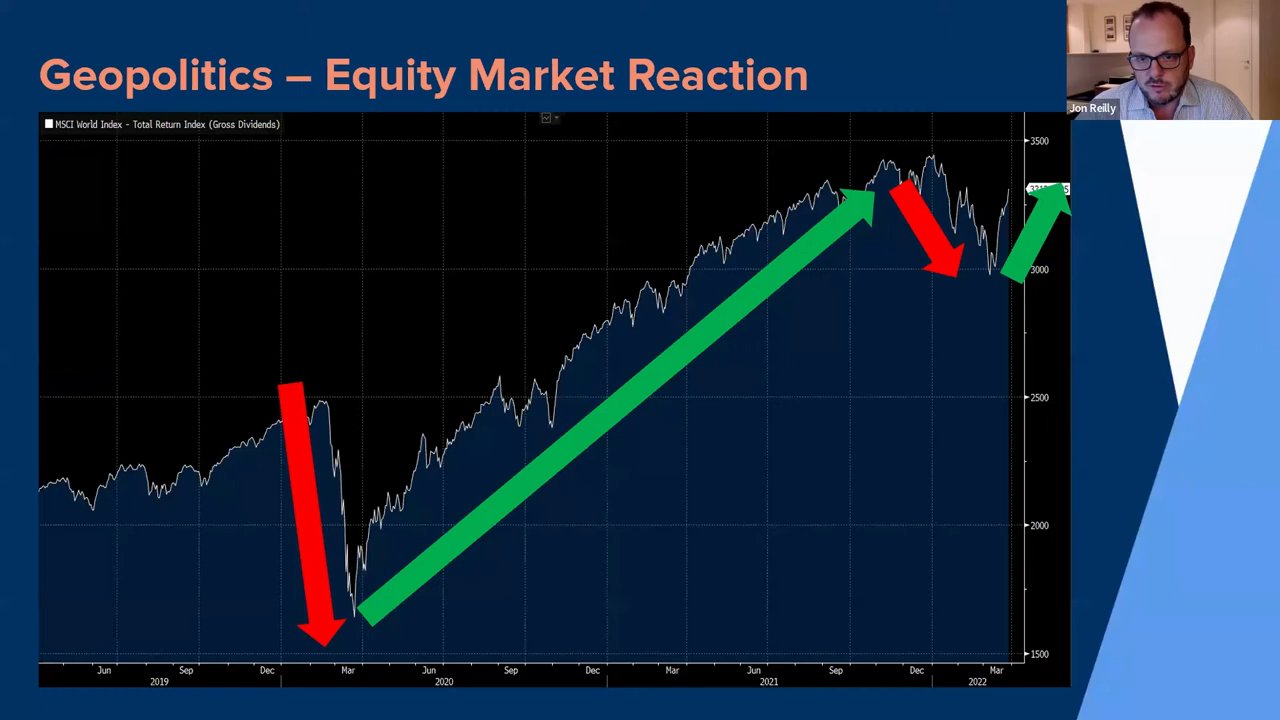 Geopolitics – Equity Market Reaction
Jon Reilly
MSCI World Index - Total Return Index (Gross Dividends)
3500
3000
2500
2000
1500
Jun Sep Dec Mar Jun Sep Dec Mar Jun Sep Dec Mar
2019 2020 2021 2022